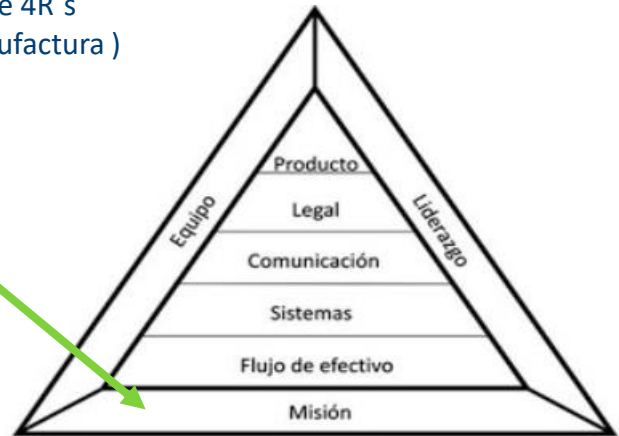 e 4R´s
ufactura )
Producto
Legal
Comunicación
Sistemas
Flujo de efectivo
Misión
Equipo
Liderazgo